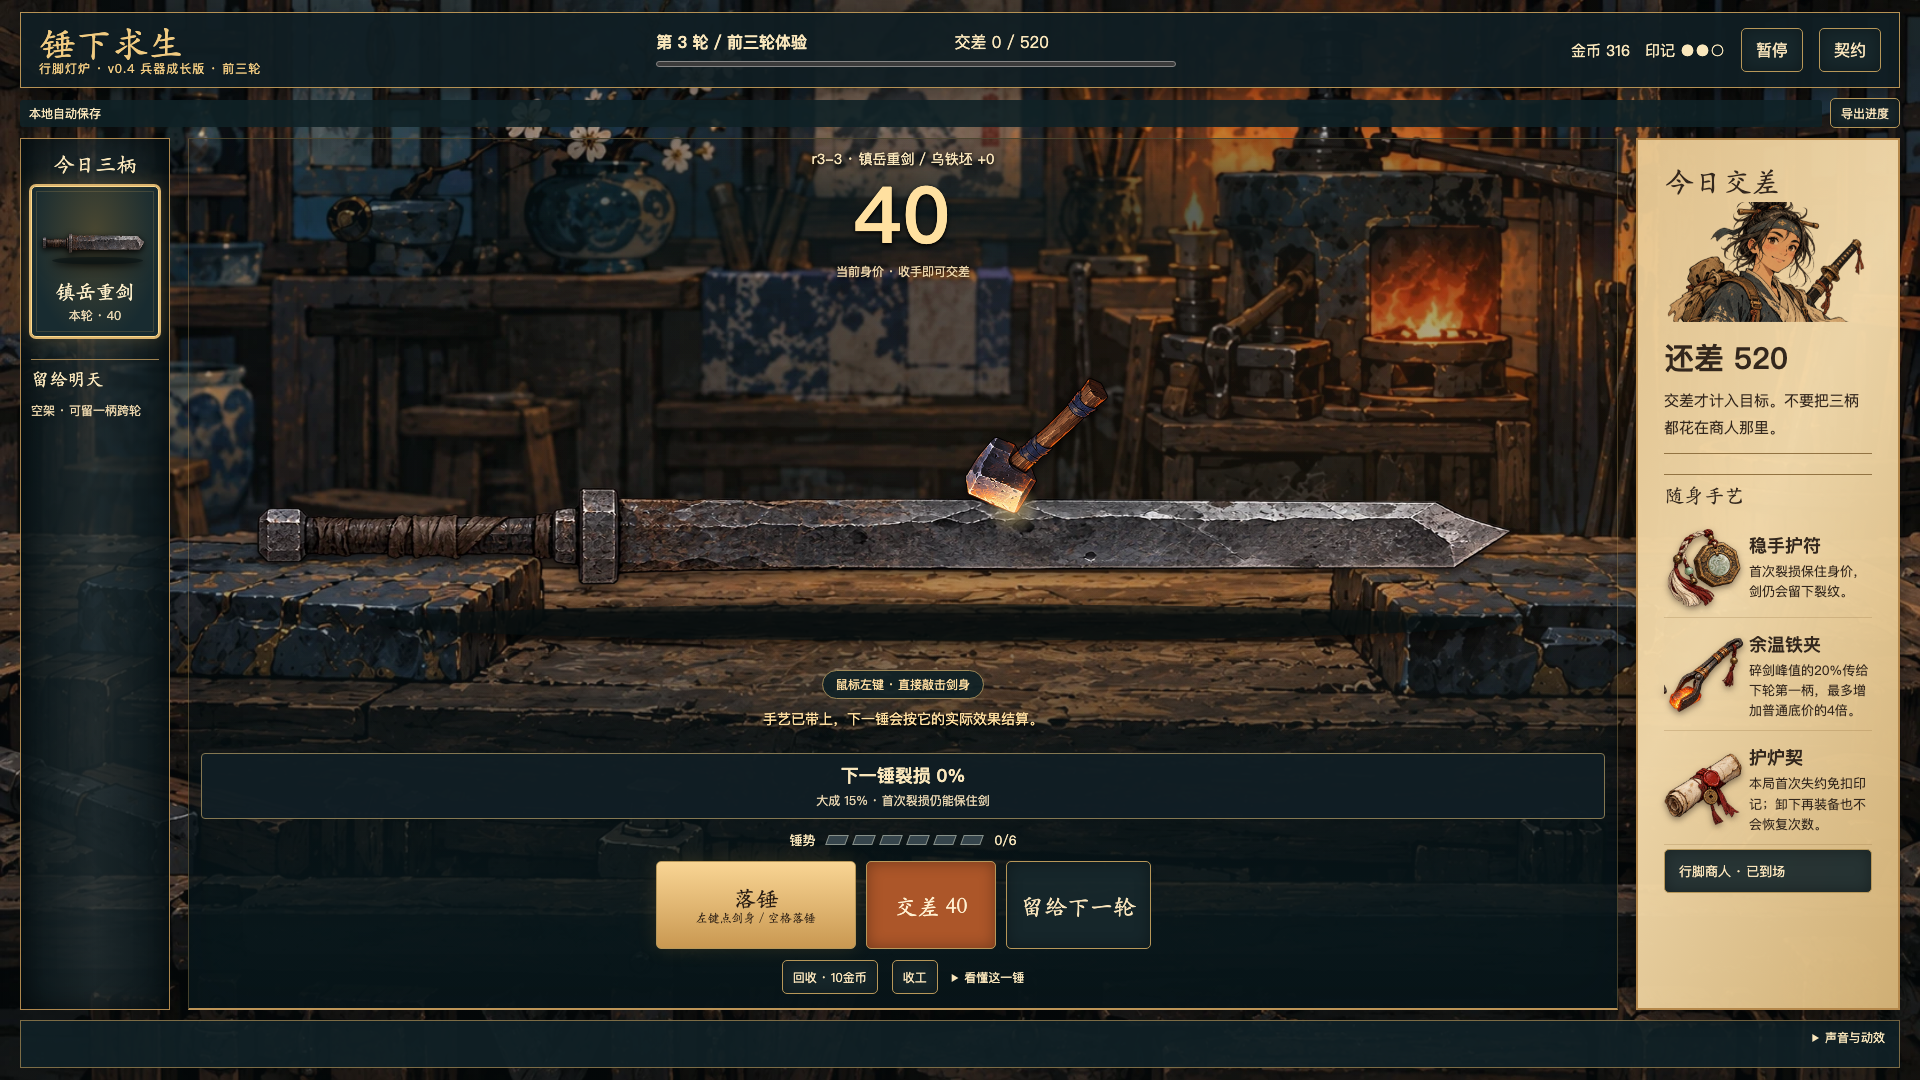 锤下求生
行脚灯炉 · v0.4 兵器成长版 · 前三轮
第 3 轮 / 前三轮体验
交差 0 / 520
金币 316
印记
暂停
契约
本地自动保存
导出进度
今日三柄
镇岳重剑
本轮 · 40
留给明天
空架 · 可留一柄跨轮
r3-3 · 镇岳重剑 / 乌铁坯 +0
40
当前身价 · 收手即可交差
鼠标左键 · 直接敲击剑身
手艺已带上，下一锤会按它的实际效果结算。
下一锤裂损 0%
大成 15% · 首次裂损仍能保住剑
锤势
0/6
落锤
左键点剑身 / 空格落锤
交差 40
留给下一轮
回收 · 10金币
收工
▶ 看懂这一锤
今日交差
还差 520
交差才计入目标。不要把三柄
都花在商人那里。
随身手艺
稳手护符
首次裂损保住身价，
剑仍会留下裂纹。
余温铁夹
碎剑峰值的20%传给
下轮第一柄，最多增
加普通底价的4倍。
护炉契
本局首次失约免扣印
记；卸下再装备也不
会恢复次数。
行脚商人 · 已到场
▶ 声音与动效